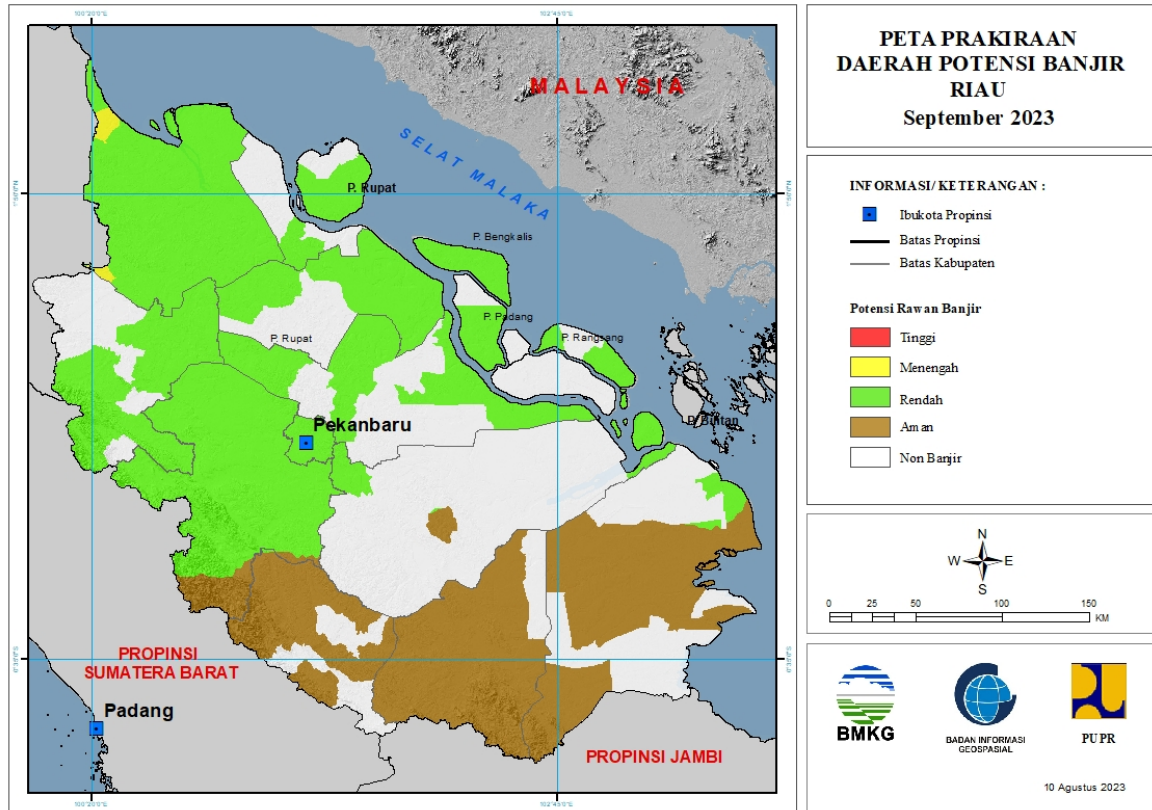 PETA PRAKIRAAN
DAERAH POTENSI BANJIR
RIAU
September 2023
INFORMASI/ KETERANGAN :
Ibukota Propinsi
Batas Propinsi
Batas Kabupaten
Potensi Rawan Banjir
Tinggi
Menengah
Rendah
Aman
Non Banjir
N
W E
S
0 25 50 100 150
KM
BMKG
BADAN INFORMASI
GEOSPASIAL
PUPR
10 Agustus 2023
MALAYSIA
SELAT MALAKA
P. Rupat
P. Bengkalis
P. Padang
P. Rupat
P. Rangsang
Pekanbaru
PROPINSI
SUMATERA BARAT
Padang
PROPINSI JAMBI